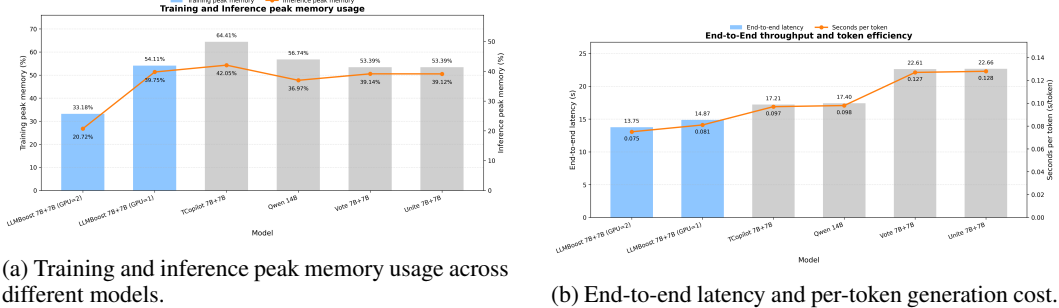 Training peak memory Inference peak memory
Training and Inference peak memory usage
Training peak memory (%)
70
60
50
40
30
20
10
0
33.18%
20.72%
54.11%
39.75%
64.41%
42.05%
56.74%
36.97%
53.39%
39.14%
53.39%
39.12%
50
40
30
20
10
0
Inference peak memory (%)
LLMBoost 7B+7B (GPU=2)
LLMBoost 7B+7B (GPU=1)
TCopilot 7B+7B
Qwen 14B
Vote 7B+7B
Unite 7B+7B
Model
(a) Training and inference peak memory usage across
different models.
End-to-end latency Seconds per token
End-to-End throughput and token efficiency
End-to-end latency (s)
25
20
15
10
5
0
13.75
0.075
14.87
0.081
17.21
0.097
17.40
0.098
22.61
0.127
22.66
0.128
0.14
0.12
0.10
0.08
0.06
0.04
0.02
0.00
Seconds per token (s/token)
LLMBoost 7B+7B (GPU=2)
LLMBoost 7B+7B (GPU=1)
TCopilot 7B+7B
Qwen 14B
Vote 7B+7B
Unite 7B+7B
Model
(b) End-to-end latency and per-token generation cost.